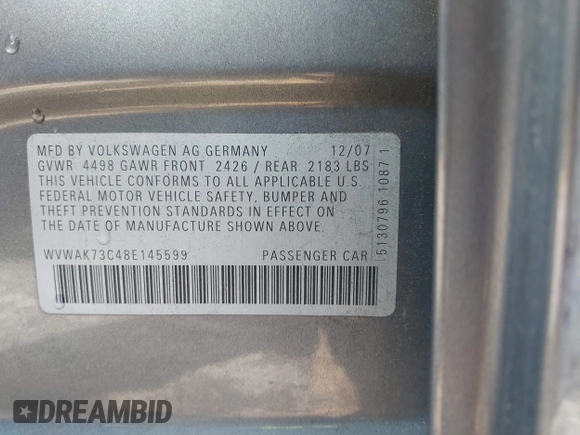 MFD BY VOLKSWAGEN AG GERMANY 12/07
GVWR 4498 GAWR FRONT 2426 / REAR 2183 LBS
THIS VEHICLE CONFORMS TO ALL APPLICABLE U.S.
FEDERAL MOTOR VEHICLE SAFETY, BUMPER AND
THEFT PREVENTION STANDARDS IN EFFECT ON
THE DATE OF MANUFACTURE SHOWN ABOVE.
WVWAK73C48E145599 PASSENGER CAR
5130796 10871
DREAMBID